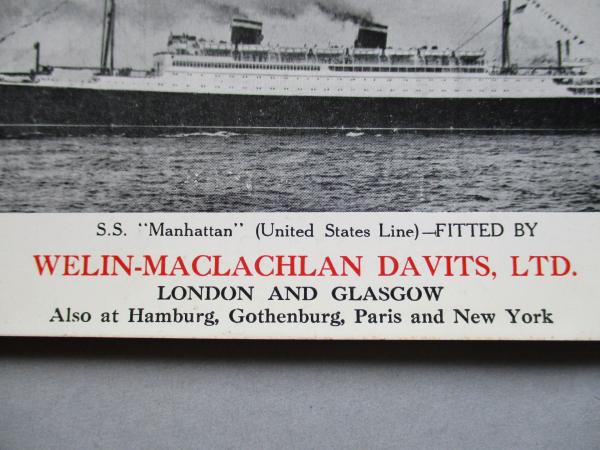 S.S. "Manhattan" (United States Line)—FITTED BY
WELIN-MACLACHLAN DAVITS, LTD.
LONDON AND GLASGOW
Also at Hamburg, Gothenburg, Paris and New York